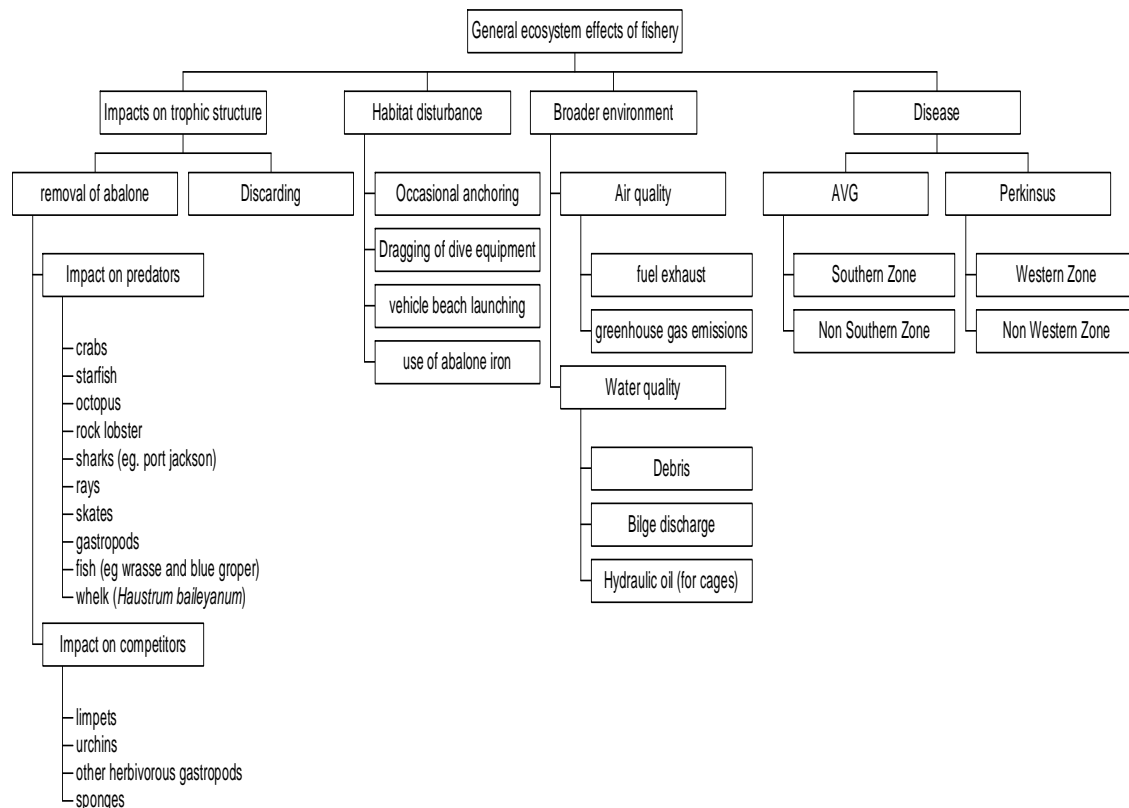 General ecosystem effects of fishery
Impacts on trophic structure
removal of abalone
Impact on predators
crabs
starfish
octopus
rock lobster
sharks (eg. port jackson)
rays
skates
gastropods
fish (eg wrasse and blue groper)
whelk (Haustrum baileyanum)
Impact on competitors
limpets
urchins
other herbivorous gastropods
sponges
Discarding
Habitat disturbance
Occasional anchoring
Dragging of dive equipment
vehicle beach launching
use of abalone iron
Broader environment
Air quality
fuel exhaust
greenhouse gas emissions
Water quality
Debris
Bilge discharge
Hydraulic oil (for cages)
Disease
AVG
Southern Zone
Non Southern Zone
Perkinsus
Western Zone
Non Western Zone